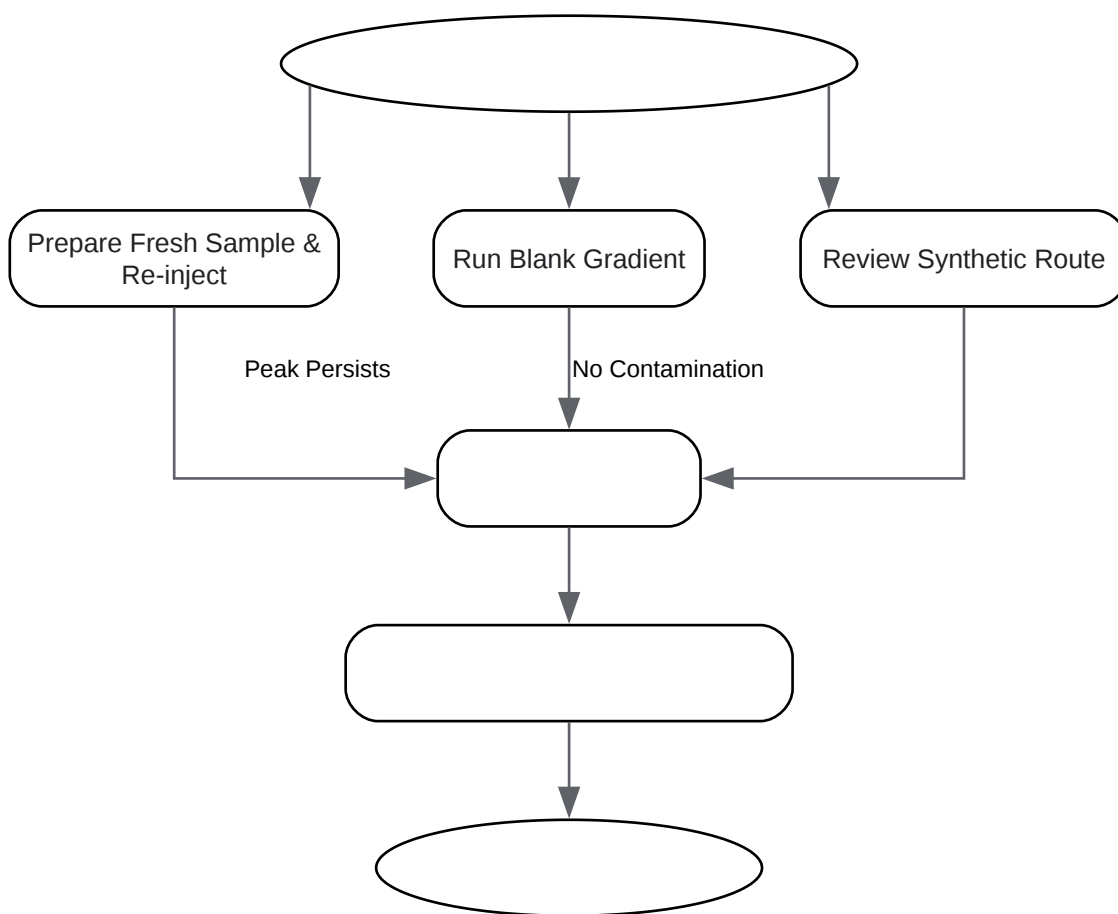 Prepare Fresh Sample &
Re-inject
Run Blank Gradient
Review Synthetic Route
Peak Persists
No Contamination